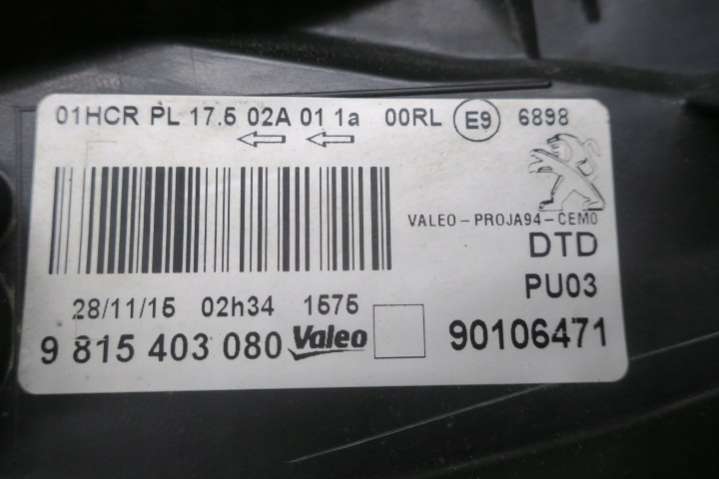 01HCR PL 17.5 02A 01 1a 00RL E9 6898
VALEO-PROJA94-CEM0
DTD
PU03
28/11/15 02h34 1575
9 815 403 080 Valeo 90106471